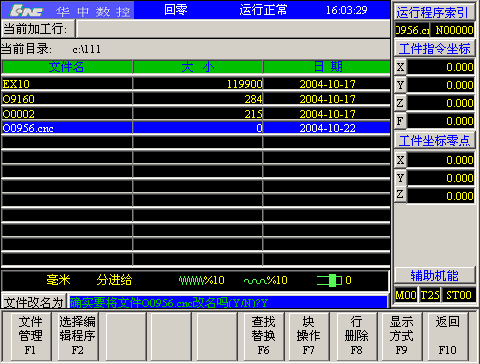 CNC 华中数控 回零 运行正常 16:03:29
当前加工行:
当前目录: c:\111
文件名 大 小 日 期
EX10 119900 2004-10-17
O9160 284 2004-10-17
O0002 215 2004-10-17
O0956.cnc 0 2004-10-22
毫米 分进给 %10 %10 0
文件改名为 确实要将文件O0956.cnc改名吗(Y/N)?Y
运行程序索引
N00000
工件指令坐标
X 0.000
Y 0.000
Z 0.000
F 0.000
工件坐标零点
X 0.000
Y 0.000
Z 0.000
辅助机能
M00 T25 ST00
文件管理 F1
选择编辑程序 F2
查找替换 F6
块操作 F7
行删除 F8
显示方式 F9
返回 F10